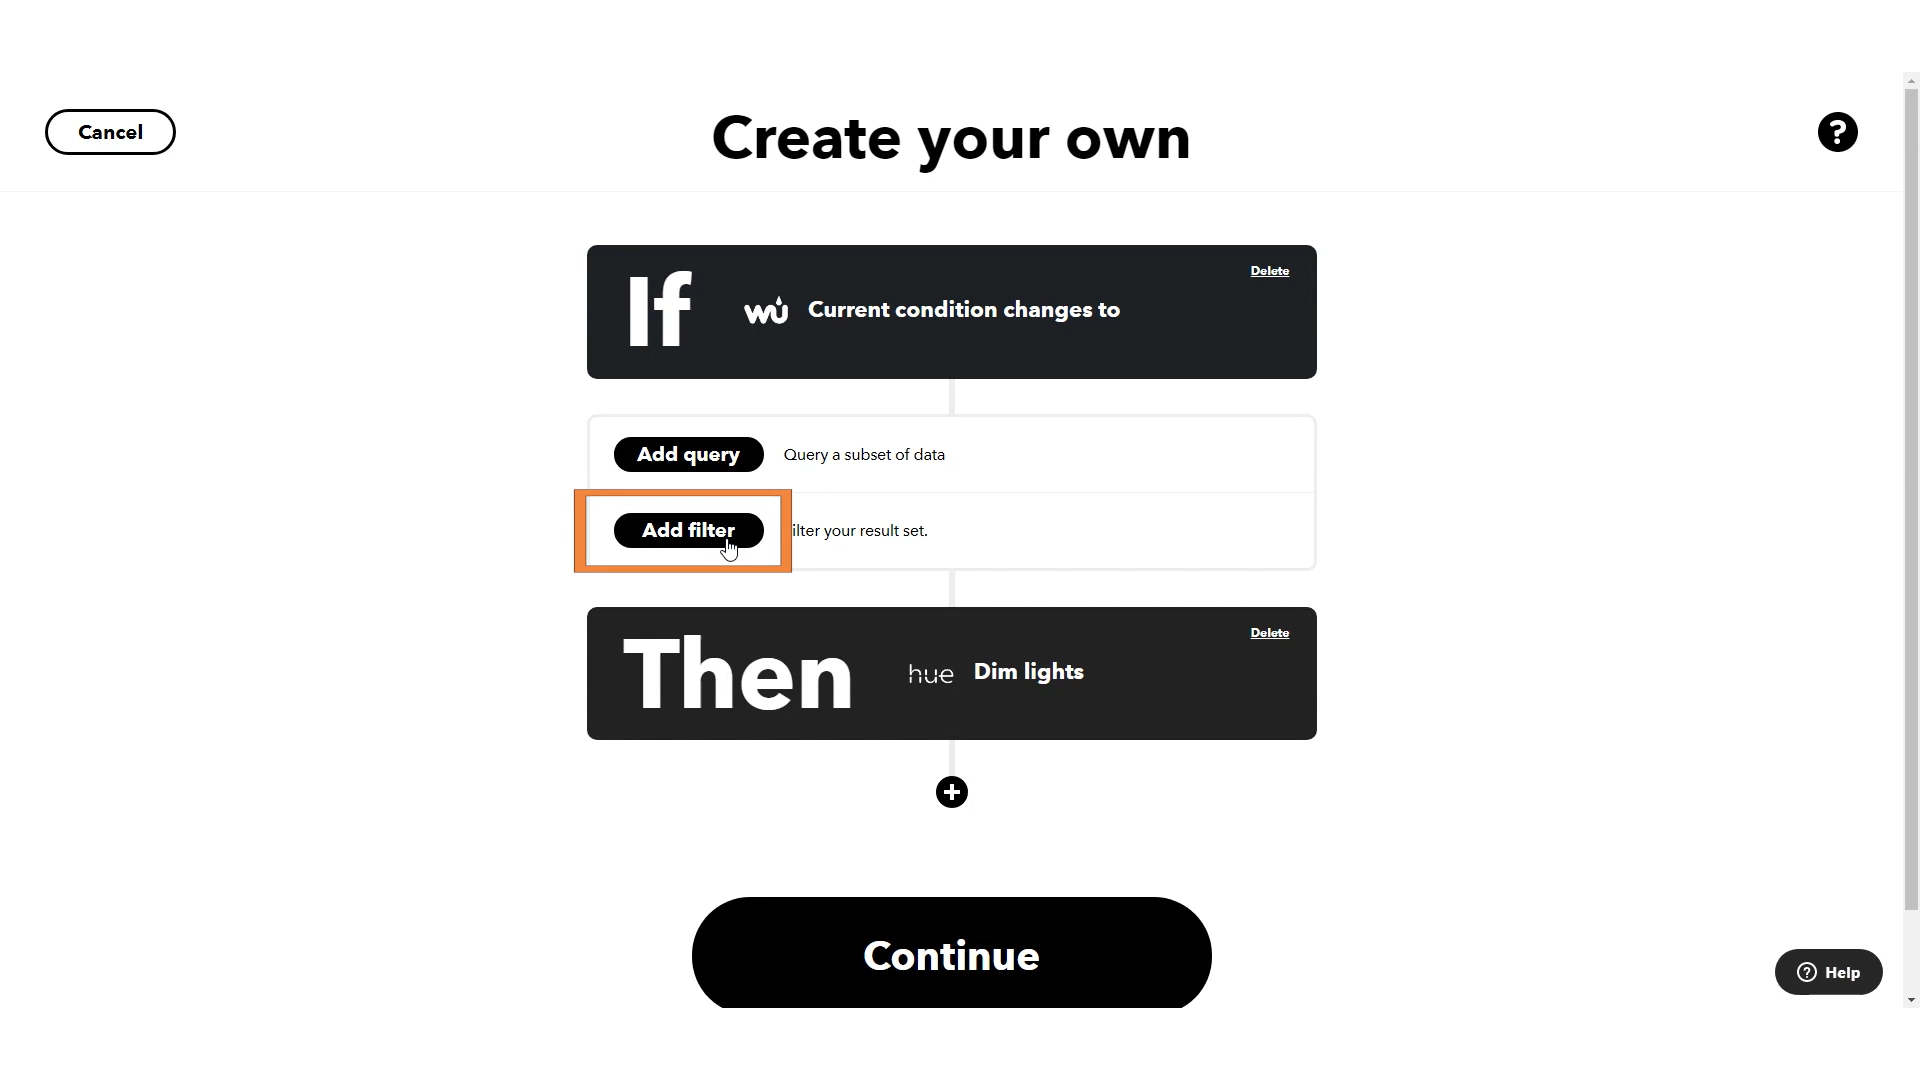 Cancel
Create your own
?
If
wu
Current condition changes to
Delete
Add query
Query a subset of data
Add filter
ilter your result set.
Then
hue
Dim lights
Delete
Continue
? Help